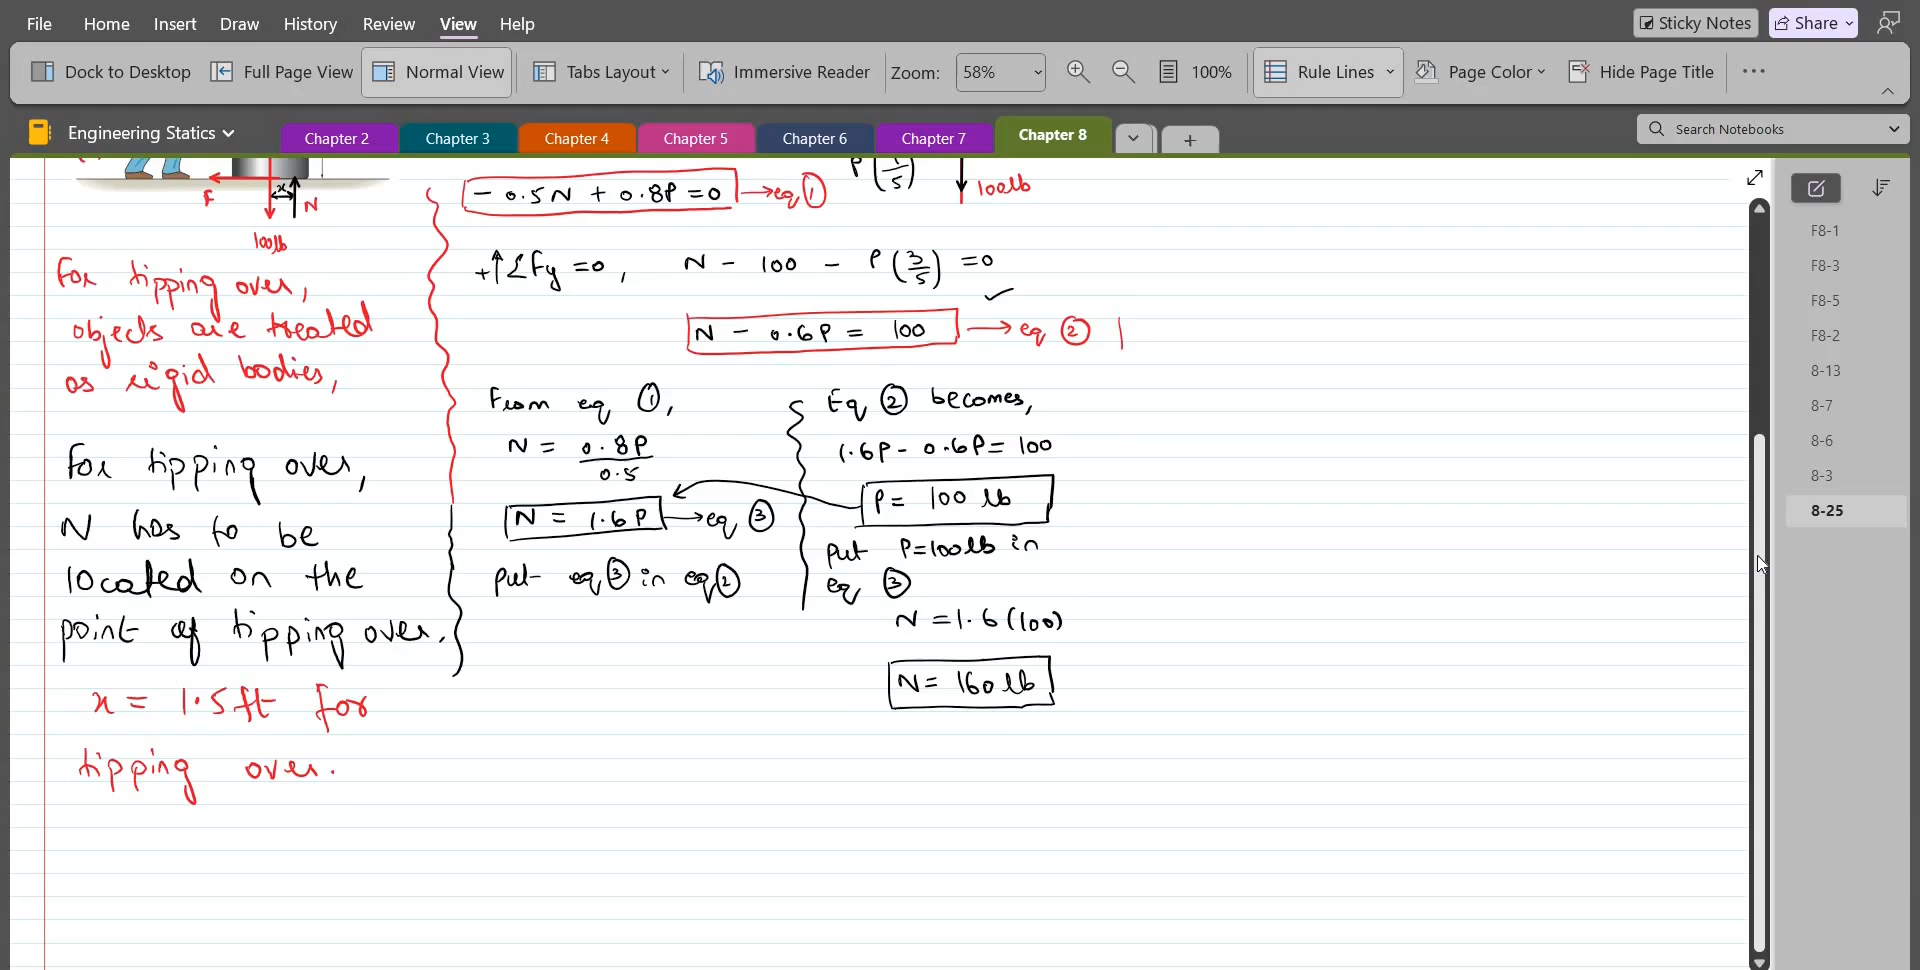 File Home Insert Draw History Review View Help
Sticky Notes Share
Dock to Desktop Full Page View Normal View Tabs Layout Immersive Reader Zoom: 58% 100% Rule Lines Page Color Hide Page Title
Engineering Statics Chapter 2 Chapter 3 Chapter 4 Chapter 5 Chapter 6 Chapter 7 Chapter 8
Search Notebooks
F8-1
F8-3
F8-5
F8-2
8-13
8-7
8-6
8-3
8-25
F
x
N
100lb
For tipping over,
objects are treated
as rigid bodies,
For tipping over,
N has to be
located on the
point of tipping over.
x = 1.5ft for
tipping over.
- 0.5N + 0.8P = 0 → eq ①
100lb
+↑ΣFy = 0, N - 100 - P(3/5) = 0
N - 0.6P = 100 → eq ②
From eq ①,
N = 0.8P/0.5
N = 1.6P → eq ③
Put eq ③ in eq ②
Eq ② becomes,
1.6P - 0.6P = 100
P = 100 lb
Put P=100lb in
eq ③
N = 1.6(100)
N = 160 lb